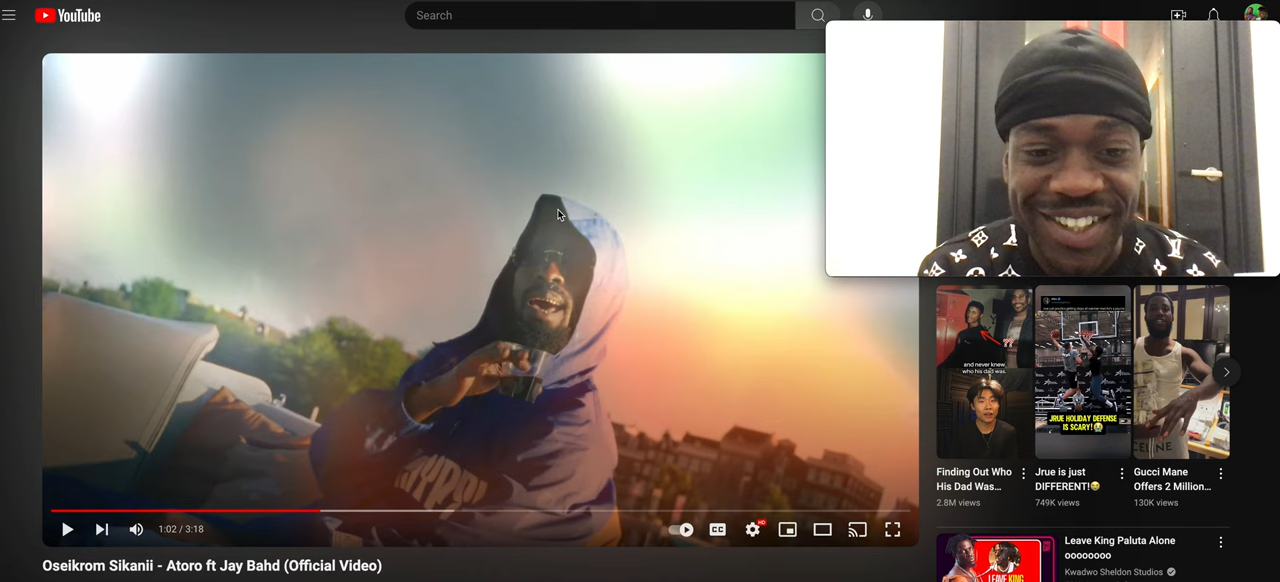 YouTube
Search
and never knew
who his dad was.
JRUE HOLIDAY DEFENSE
IS SCARY!😭
CELINE
Finding Out Who
His Dad Was...
2.8M views
Jrue is just
DIFFERENT!😂
749K views
Gucci Mane
Offers 2 Million...
130K views
CC
HD
1:02 / 3:18
Oseikrom Sikanii - Atoro ft Jay Bahd (Official Video)
LEAVE KING
Leave King Paluta Alone
oooooooo
Kwadwo Sheldon Studios